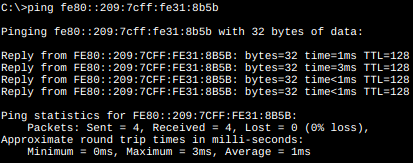 C:\>ping fe80::209:7cff:fe31:8b5b
Pinging fe80::209:7cff:fe31:8b5b with 32 bytes of data:
Reply from FE80::209:7CFF:FE31:8B5B: bytes=32 time=1ms TTL=128
Reply from FE80::209:7CFF:FE31:8B5B: bytes=32 time=3ms TTL=128
Reply from FE80::209:7CFF:FE31:8B5B: bytes=32 time<1ms TTL=128
Reply from FE80::209:7CFF:FE31:8B5B: bytes=32 time<1ms TTL=128
Ping statistics for FE80::209:7CFF:FE31:8B5B:
Packets: Sent = 4, Received = 4, Lost = 0 (0% loss),
Approximate round trip times in milli-seconds:
Minimum = 0ms, Maximum = 3ms, Average = 1ms